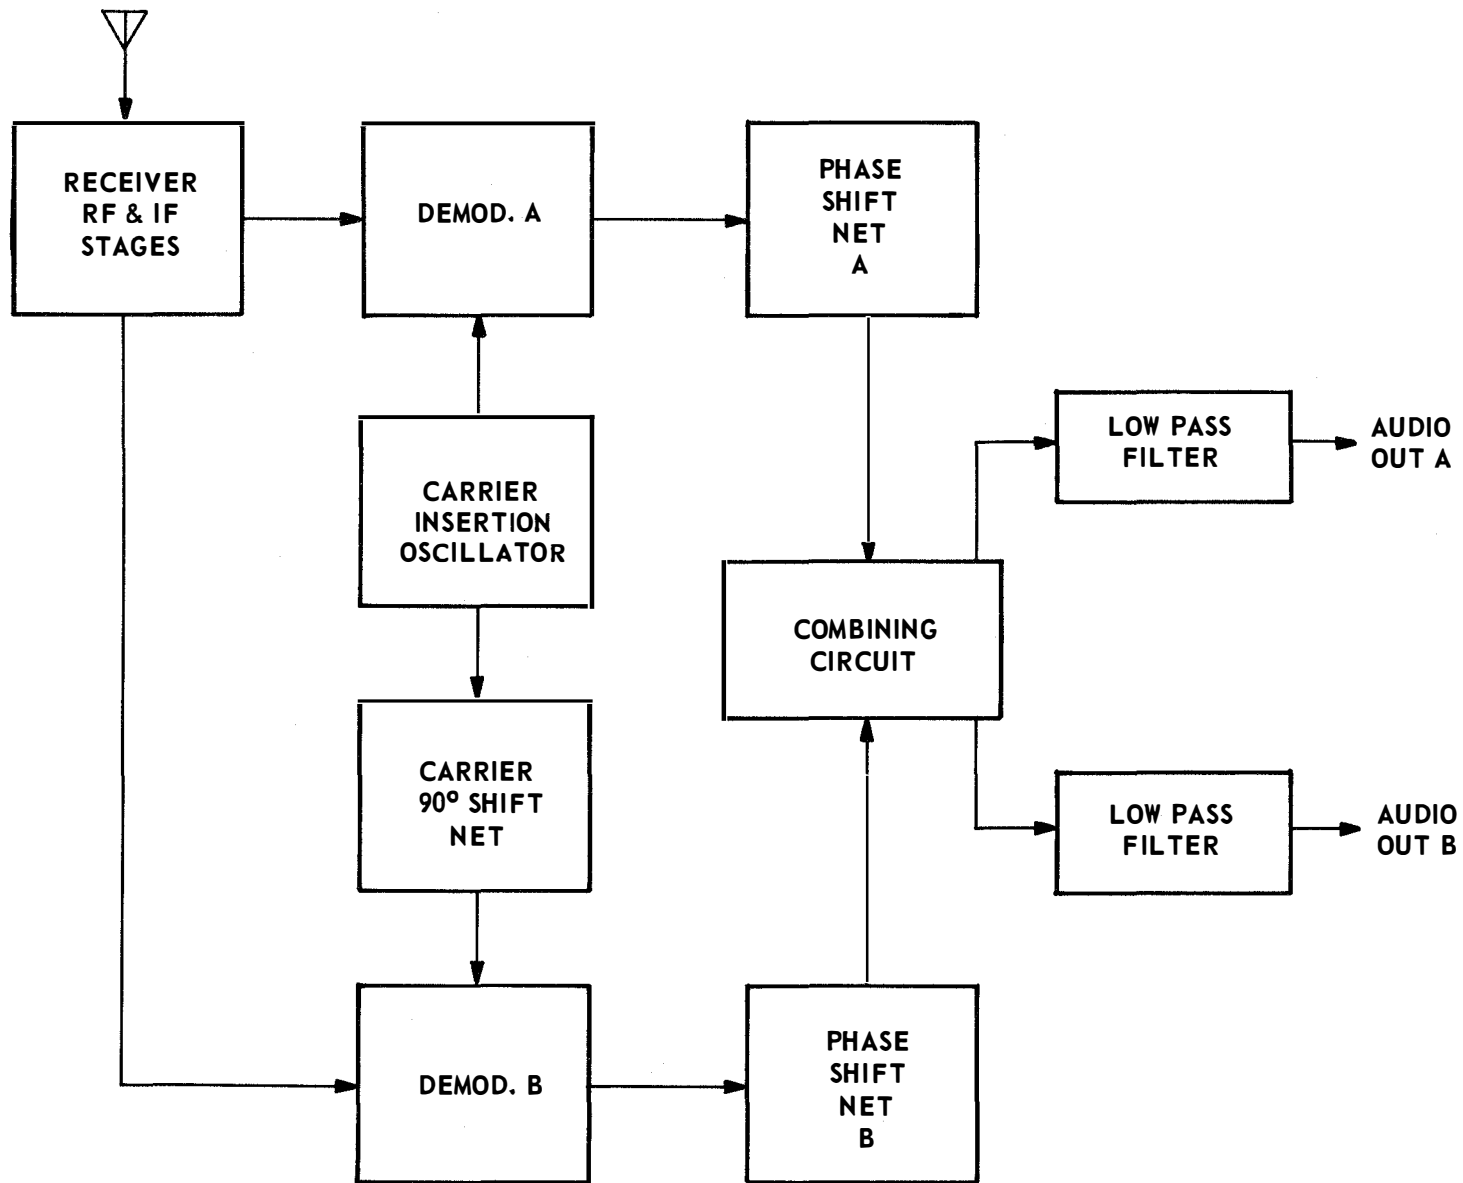 RECEIVER
RF & IF
STAGES
DEMOD. A
PHASE
SHIFT
NET
A
CARRIER
INSERTION
OSCILLATOR
LOW PASS
FILTER
AUDIO
OUT A
COMBINING
CIRCUIT
CARRIER
90º SHIFT
NET
LOW PASS
FILTER
AUDIO
OUT B
DEMOD. B
PHASE
SHIFT
NET
B